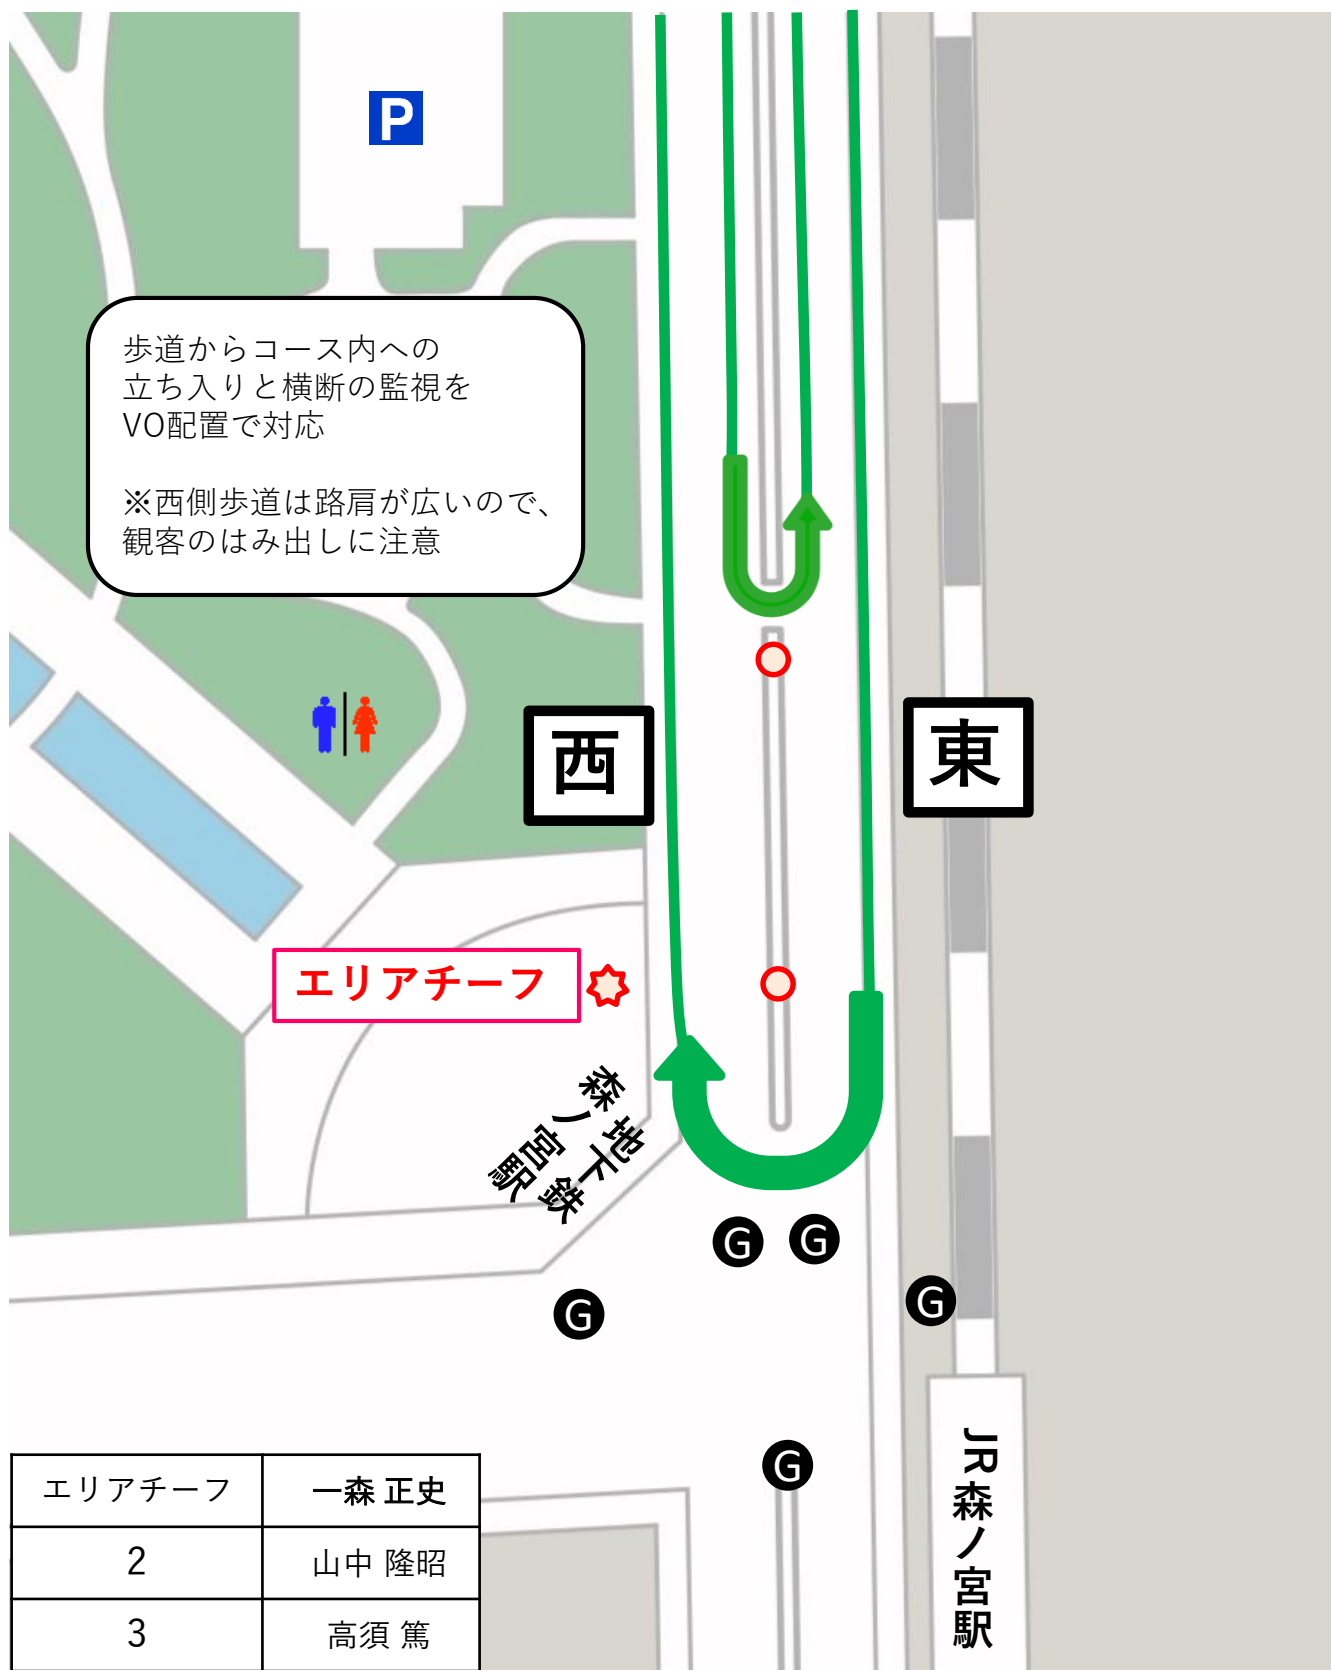 P
歩道からコース内への
立ち入りと横断の監視を
VO配置で対応
※西側歩道は路肩が広いので、
観客のはみ出しに注意
西
東
エリアチーフ
地下鉄
森ノ宮駅
G
G
G
G
G
JR森ノ宮駅
エリアチーフ 一森 正史
2 山中 隆昭
3 高須 篤